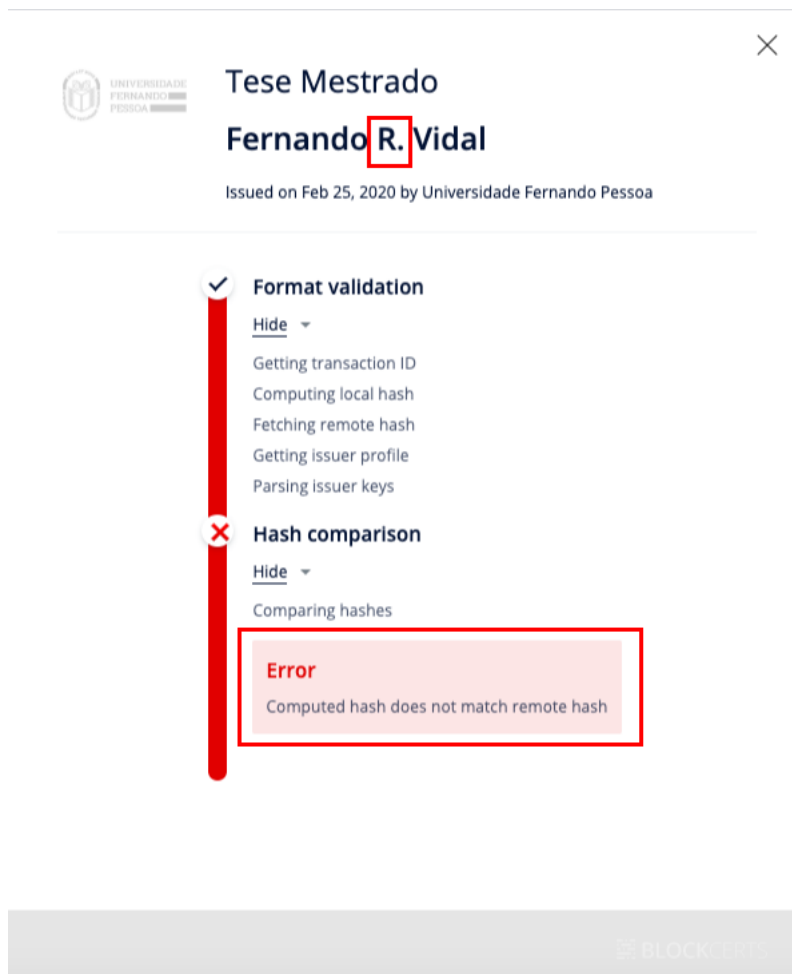 UNIVERSIDADE
FERNANDO
PESSOA
Tese Mestrado
Fernando R. Vidal
Issued on Feb 25, 2020 by Universidade Fernando Pessoa
Format validation
Hide
Getting transaction ID
Computing local hash
Fetching remote hash
Getting issuer profile
Parsing issuer keys
Hash comparison
Hide
Comparing hashes
Error
Computed hash does not match remote hash
BLOCKCERTS